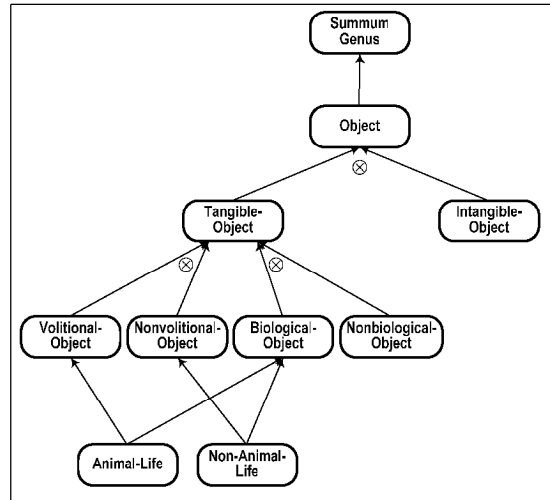 Summum
Genus
Object
Tangible-
Object
Intangible-
Object
Volitional-
Object
Nonvolitional-
Object
Biological-
Object
Nonbiological-
Object
Animal-Life
Non-Animal-
Life